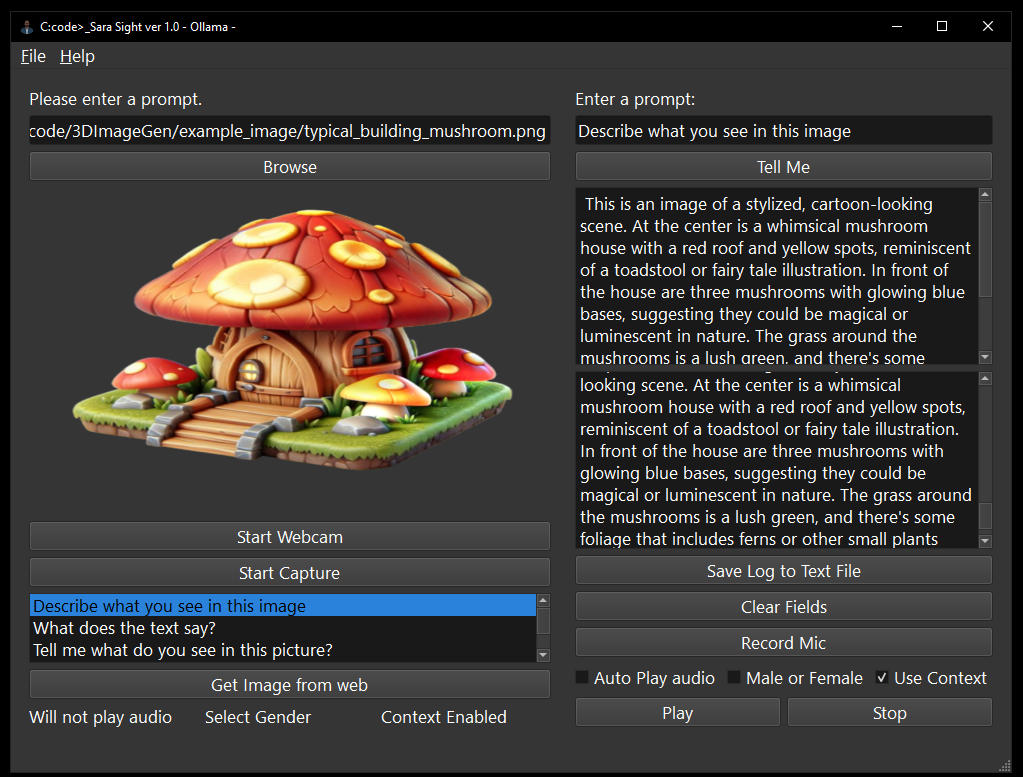 C:code>_Sara Sight ver 1.0 - Ollama -
File Help
Please enter a prompt.
code/3DImageGen/example_image/typical_building_mushroom.png
Browse
Start Webcam
Start Capture
Describe what you see in this image
What does the text say?
Tell me what do you see in this picture?
Get Image from web
Will not play audio Select Gender Context Enabled
Enter a prompt:
Describe what you see in this image
Tell Me
This is an image of a stylized, cartoon-looking
scene. At the center is a whimsical mushroom
house with a red roof and yellow spots, reminiscent
of a toadstool or fairy tale illustration. In front of
the house are three mushrooms with glowing blue
bases, suggesting they could be magical or
luminescent in nature. The grass around the
mushrooms is a lush green, and there's some
looking scene. At the center is a whimsical
mushroom house with a red roof and yellow spots,
reminiscent of a toadstool or fairy tale illustration.
In front of the house are three mushrooms with
glowing blue bases, suggesting they could be
magical or luminescent in nature. The grass around
the mushrooms is a lush green, and there's some
foliage that includes ferns or other small plants
Save Log to Text File
Clear Fields
Record Mic
Auto Play audio Male or Female Use Context
Play Stop